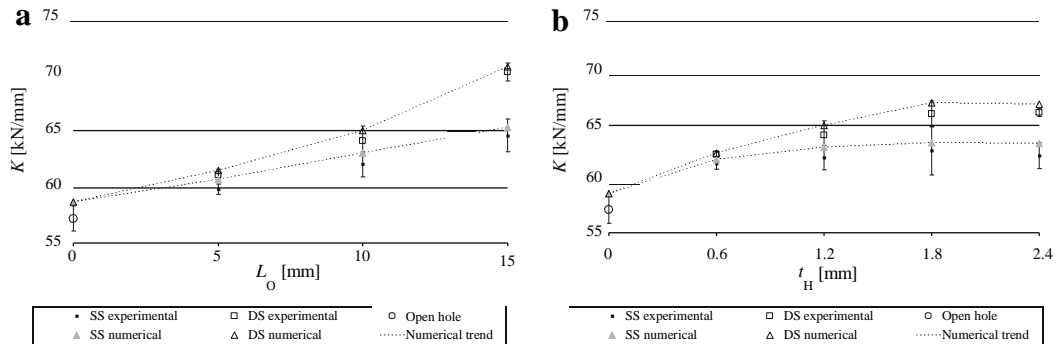 a
75
70
65
60
55
K [kN/mm]
0 5 10 15
L_O [mm]
SS experimental DS experimental Open hole
SS numerical DS numerical Numerical trend
b
75
70
65
60
55
K [kN/mm]
0 0.6 1.2 1.8 2.4
t_H [mm]
SS experimental DS experimental Open hole
SS numerical DS numerical Numerical trend